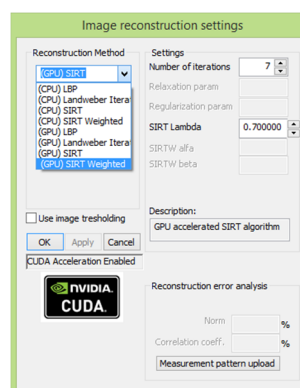 Image reconstruction settings
Reconstruction Method
(GPU) SIRT
(CPU) LBP
(CPU) Landweber Itera
(CPU) SIRT
(CPU) SIRT Weighted
(GPU) LBP
(GPU) Landweber Itera
(GPU) SIRT
(GPU) SIRT Weighted
Use image tresholding
OK Apply Cancel
CUDA Acceleration Enabled
NVIDIA.
CUDA.
Settings
Number of iterations 7
Relaxation param
Regularization param
SIRT Lambda 0.700000
SIRTW alfa
SIRTW beta
Description:
GPU accelerated SIRT algorithm
Reconstruction error analysis
Norm %
Correlation coeff. %
Measurement pattern upload